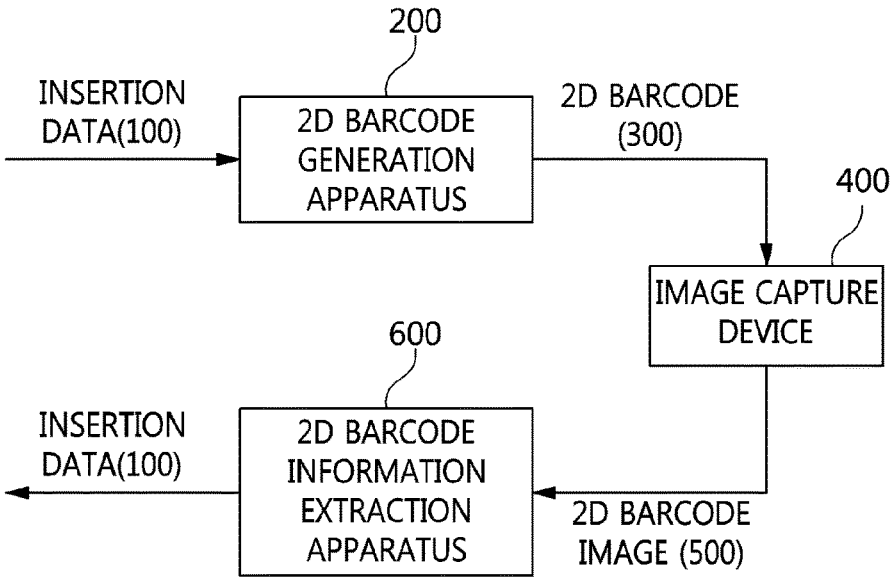 200
INSERTION
DATA(100)
2D BARCODE
GENERATION
APPARATUS
2D BARCODE
(300)
400
IMAGE CAPTURE
DEVICE
600
INSERTION
DATA(100)
2D BARCODE
INFORMATION
EXTRACTION
APPARATUS
2D BARCODE
IMAGE (500)